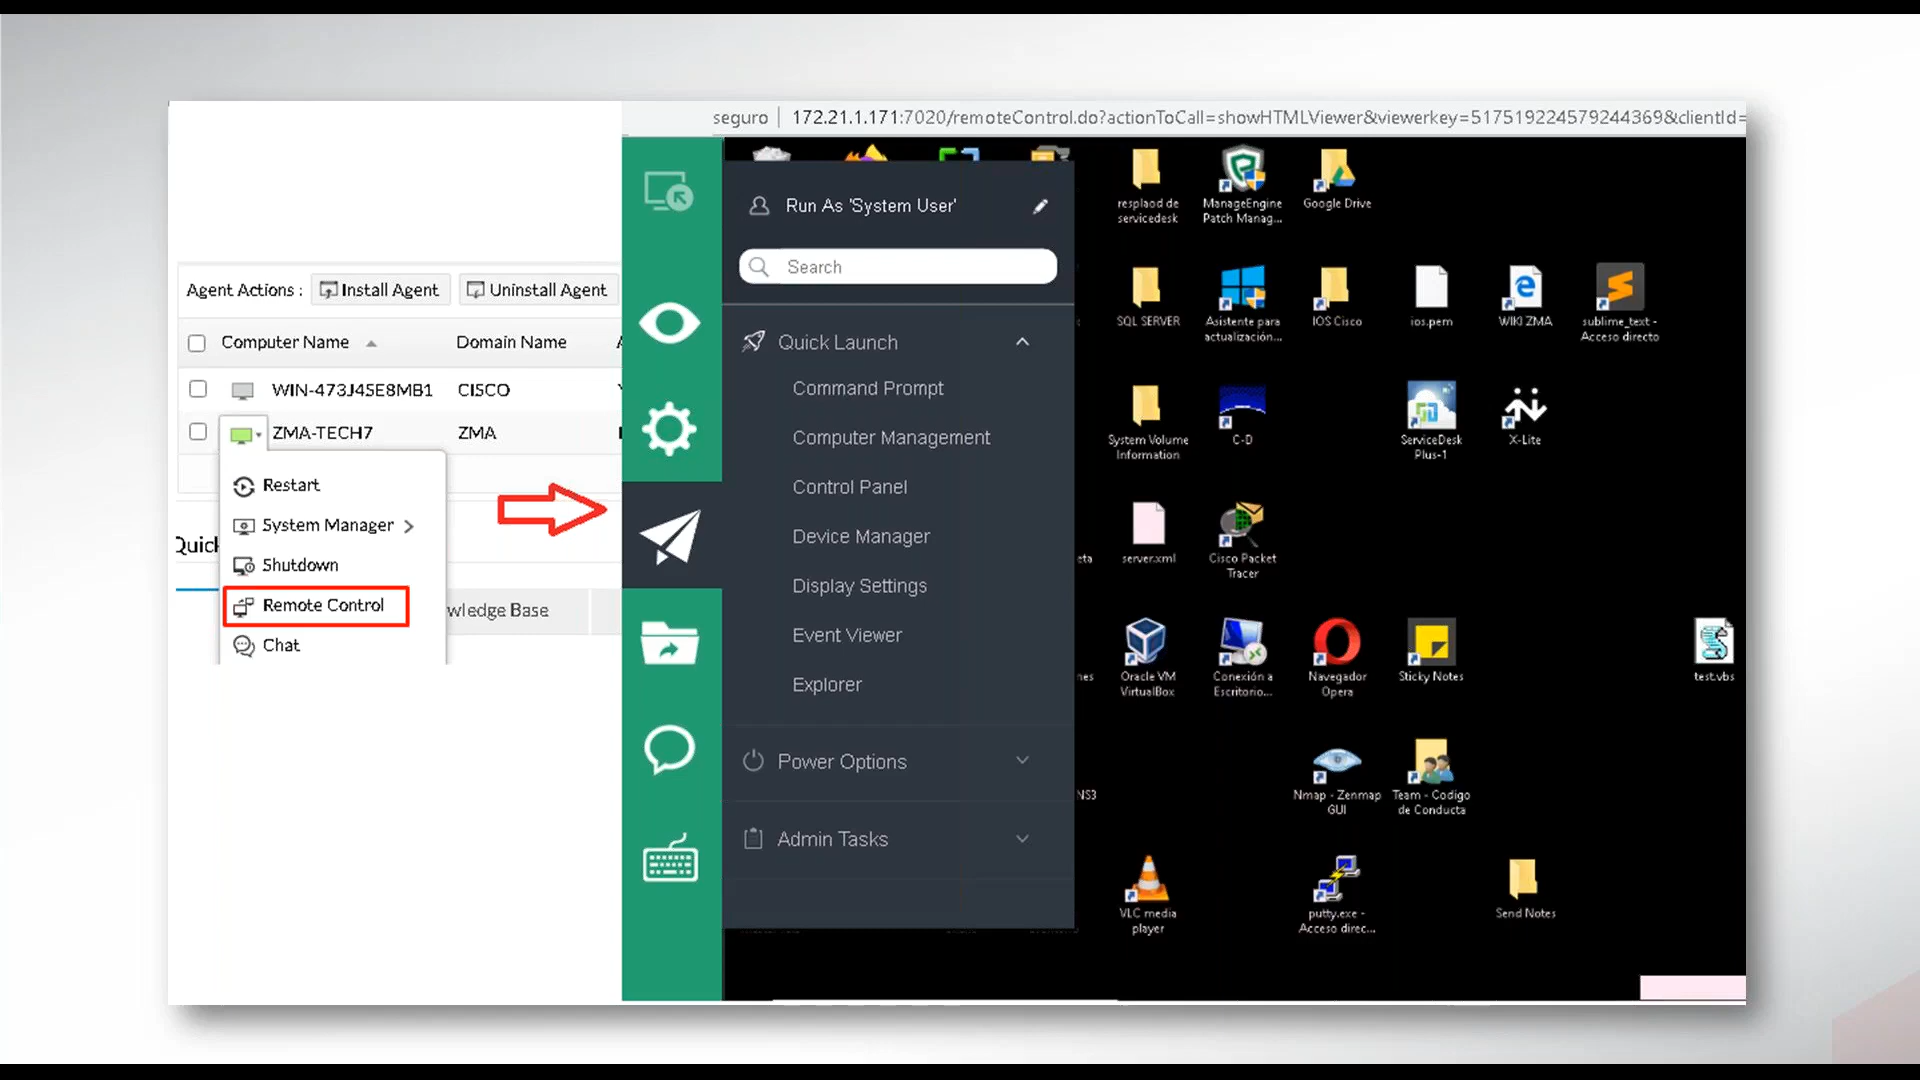 seguro
172.21.1.171:7020/remoteControl.do?actionToCall=showHTMLViewer&viewerkey=517519224579244369&clientId=
Agent Actions :
Install Agent
Uninstall Agent
Computer Name
Domain Name
WIN-473J45E8MB1
CISCO
ZMA-TECH7
ZMA
Restart
System Manager
Quick
Shutdown
Remote Control
wledge Base
Chat
Run As 'System User'
Search
Quick Launch
Command Prompt
Computer Management
Control Panel
Device Manager
Display Settings
Event Viewer
Explorer
Power Options
Admin Tasks
resplaod de
servicedesk
ManageEngine
Patch Manag...
Google Drive
SQL SERVER
Asistente para
actualización...
IOS Cisco
ios.pem
WIKI ZMA
sublime_text -
Acceso directo
System Volume
Information
C-D
ServiceDesk
Plus-1
X-Lite
eta
server.xml
Cisco Packet
Tracer
nes
Oracle VM
VirtualBox
Conexión a
Escritorio...
Navegador
Opera
Sticky Notes
test.vbs
NS3
Nmap - Zenmap
GUI
Team - Codigo
de Conducta
VLC media
player
putty.exe -
Acceso direc...
Send Notes